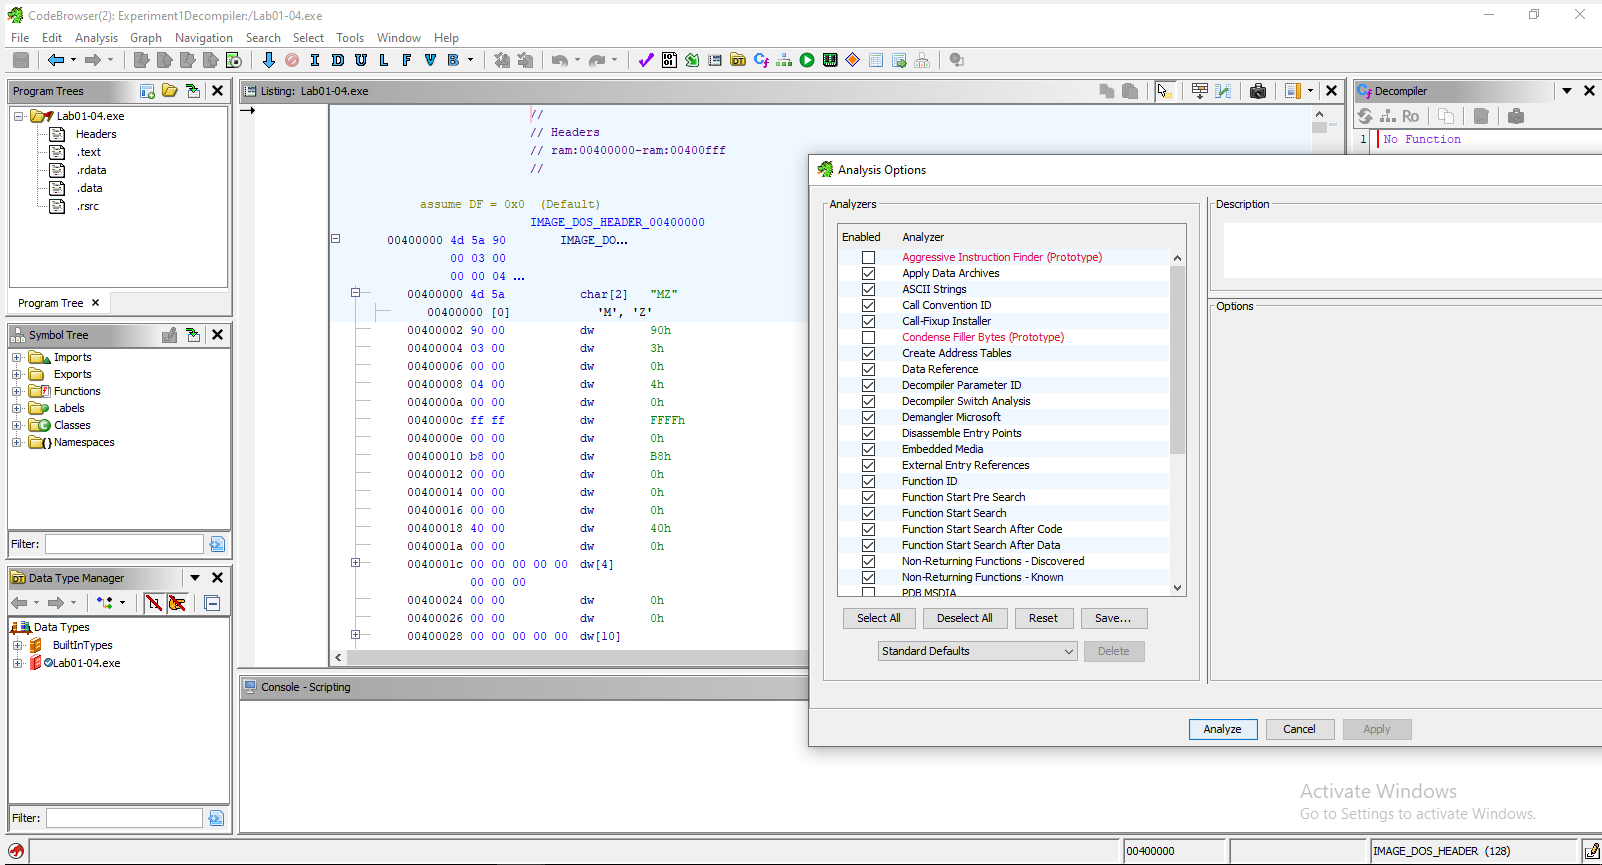 CodeBrowser(2): Experiment1Decompiler:/Lab01-04.exe
File Edit Analysis Graph Navigation Search Select Tools Window Help
I D U L F V B
Program Trees
Lab01-04.exe
Headers
.text
.rdata
.data
.rsrc
Program Tree
Symbol Tree
Imports
Exports
Functions
Labels
Classes
Namespaces
Filter:
Data Type Manager
Data Types
BuiltInTypes
Lab01-04.exe
Filter:
Listing: Lab01-04.exe
//
// Headers
// ram:00400000-ram:00400fff
//
assume DF = 0x0 (Default)
IMAGE_DOS_HEADER_00400000
00400000 4d 5a 90 IMAGE_DO...
00 03 00
00 00 04 ...
00400000 4d 5a char[2] "MZ"
00400000 [0] 'M', 'Z'
00400002 90 00 dw 90h
00400004 03 00 dw 3h
00400006 00 00 dw 0h
00400008 04 00 dw 4h
0040000a 00 00 dw 0h
0040000c ff ff dw FFFFh
0040000e 00 00 dw 0h
00400010 b8 00 dw B8h
00400012 00 00 dw 0h
00400014 00 00 dw 0h
00400016 00 00 dw 0h
00400018 40 00 dw 40h
0040001a 00 00 dw 0h
0040001c 00 00 00 00 00 dw[4]
00 00 00
00400024 00 00 dw 0h
00400026 00 00 dw 0h
00400028 00 00 00 00 00 dw[10]
Console - Scripting
Decompiler
Ro
1 No Function
Analysis Options
Analyzers
Enabled Analyzer
Aggressive Instruction Finder (Prototype)
Apply Data Archives
ASCII Strings
Call Convention ID
Call-Fixup Installer
Condense Filler Bytes (Prototype)
Create Address Tables
Data Reference
Decompiler Parameter ID
Decompiler Switch Analysis
Demangler Microsoft
Disassemble Entry Points
Embedded Media
External Entry References
Function ID
Function Start Pre Search
Function Start Search
Function Start Search After Code
Function Start Search After Data
Non-Returning Functions - Discovered
Non-Returning Functions - Known
PDB MSDIA
Select All Deselect All Reset Save...
Standard Defaults Delete
Description
Options
Analyze Cancel Apply
Activate Windows
Go to Settings to activate Windows.
00400000 IMAGE_DOS_HEADER (128)